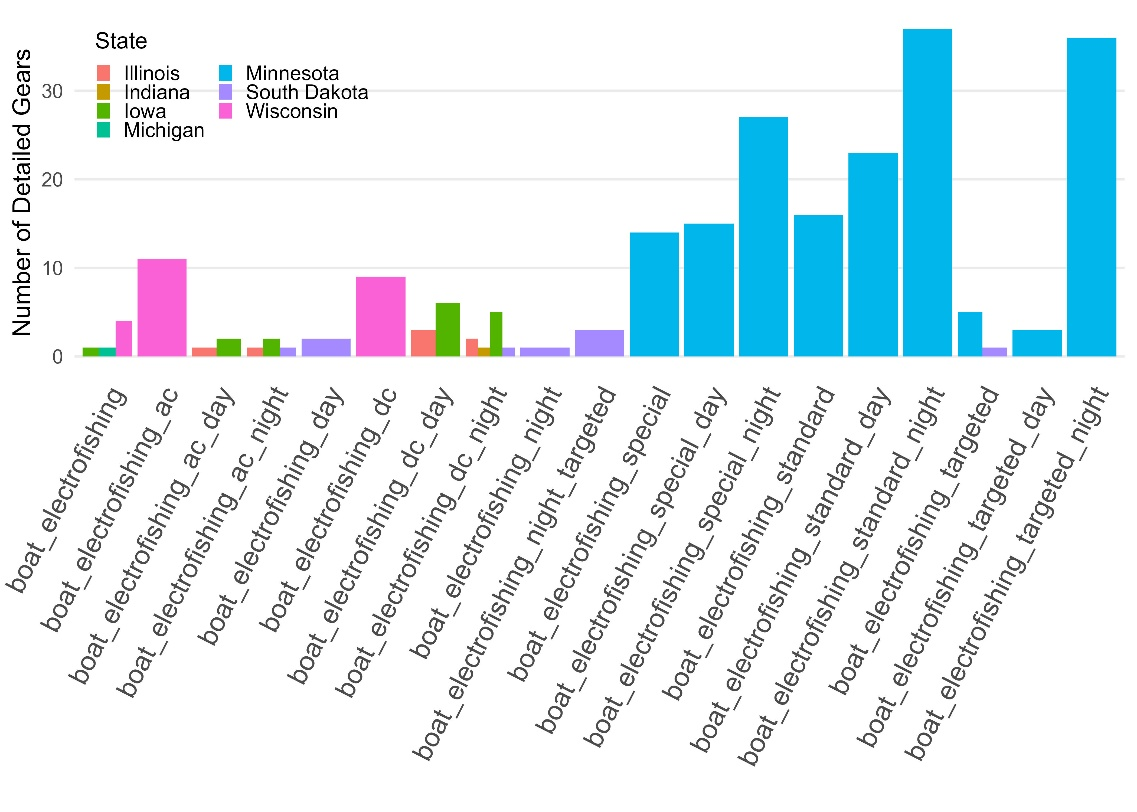 Number of Detailed Gears
State
Illinois
Indiana
Iowa
Michigan
Minnesota
South Dakota
Wisconsin
30
20
10
0
boat_electrofishing
boat_electrofishing_ac
boat_electrofishing_ac_day
boat_electrofishing_ac_night
boat_electrofishing_day
boat_electrofishing_dc
boat_electrofishing_dc_day
boat_electrofishing_dc_night
boat_electrofishing_night
boat_electrofishing_night_targeted
boat_electrofishing_special
boat_electrofishing_special_day
boat_electrofishing_special_night
boat_electrofishing_standard
boat_electrofishing_standard_day
boat_electrofishing_standard_night
boat_electrofishing_targeted
boat_electrofishing_targeted_day
boat_electrofishing_targeted_night